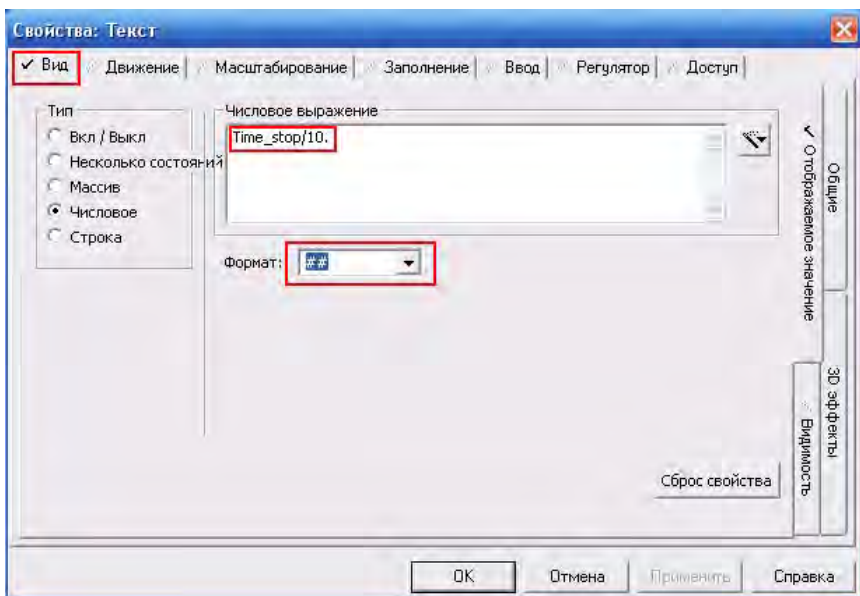 Свойства: Текст
Вид
Движение
Масштабирование
Заполнение
Ввод
Регулятор
Доступ
Тип
Вкл / Выкл
Несколько состояний
Массив
Числовое
Строка
Числовое выражение
Time_stop/10.
Формат:
##
Отображаемое значение
Видимость
Общие
3D эффекты
Сброс свойства
OK
Отмена
Применить
Справка